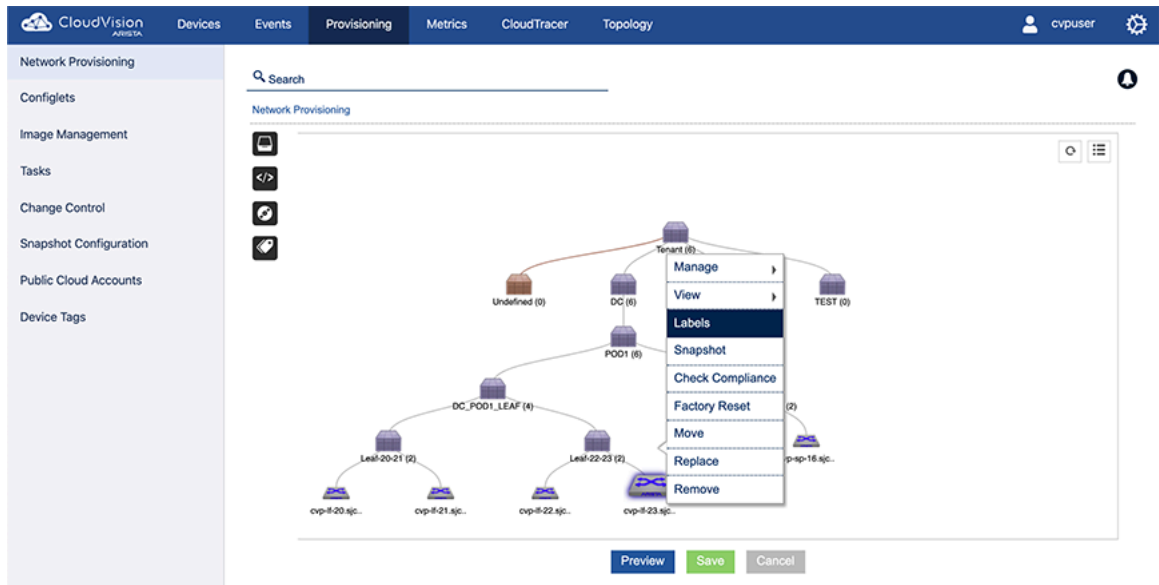 CloudVision
ARISTA
Devices
Events
Provisioning
Metrics
CloudTracer
Topology
cvpuser
Network Provisioning
Configlets
Image Management
Tasks
Change Control
Snapshot Configuration
Public Cloud Accounts
Device Tags
Search
Network Provisioning
</>
Tenant (6)
Undefined (0)
DC (6)
TEST (0)
POD1 (6)
DC_POD1_LEAF (4)
(2)
Leaf-20-21 (2)
Leaf-22-23 (2)
p-sp-16.sjc..
cvp-lf-20.sjc..
cvp-lf-21.sjc..
cvp-lf-22.sjc..
cvp-lf-23.sjc..
ARISTA
Manage
View
Labels
Snapshot
Check Compliance
Factory Reset
Move
Replace
Remove
Preview
Save
Cancel